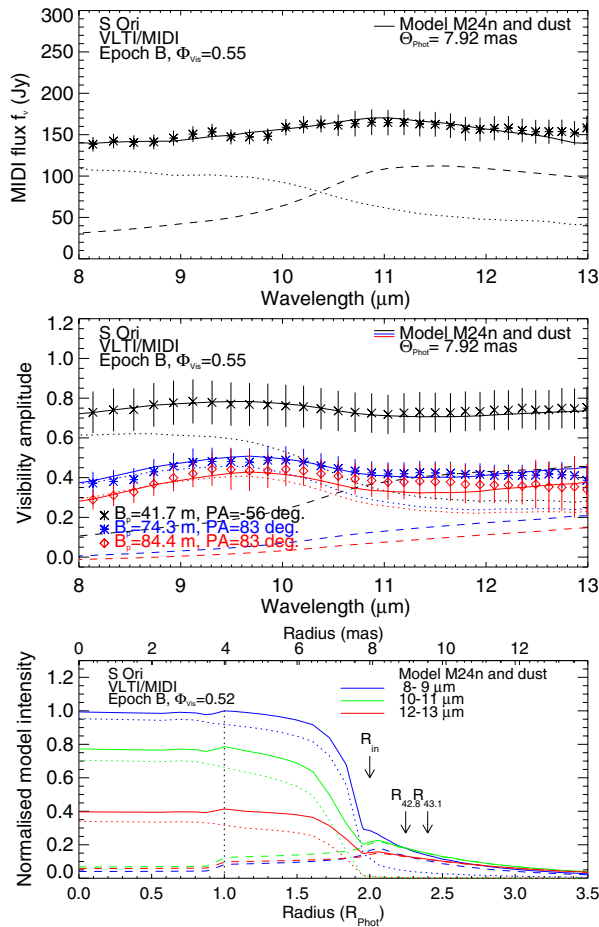 S Ori
VLTI/MIDI
Epoch B, Φ_Vis=0.55
Model M24n and dust
Θ_Phot= 7.92 mas
MIDI flux f_ν (Jy)
300
250
200
150
100
50
0
8 9 10 11 12 13
Wavelength (μm)
S Ori
VLTI/MIDI
Epoch B, Φ_Vis=0.55
Model M24n and dust
Θ_Phot= 7.92 mas
Visibility amplitude
1.2
1.0
0.8
0.6
0.4
0.2
0.0
B_p=41.7 m, PA=-56 deg.
B_p=74.3 m, PA=83 deg.
B_p=84.4 m, PA=83 deg.
8 9 10 11 12 13
Wavelength (μm)
Radius (mas)
0 2 4 6 8 10 12
S Ori
VLTI/MIDI
Epoch B, Φ_Vis=0.52
Model M24n and dust
8- 9 μm
10-11 μm
12-13 μm
R_in
R_42.8 R_43.1
Normalised model intensity
1.2
1.0
0.8
0.6
0.4
0.2
0.0
0.0 0.5 1.0 1.5 2.0 2.5 3.0 3.5
Radius (R_Phot)